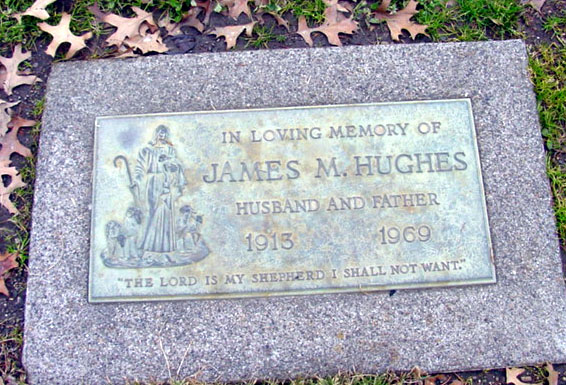 IN LOVING MEMORY OF
JAMES M. HUGHES
HUSBAND AND FATHER
1913 1969
"THE LORD IS MY SHEPHERD I SHALL NOT WANT."